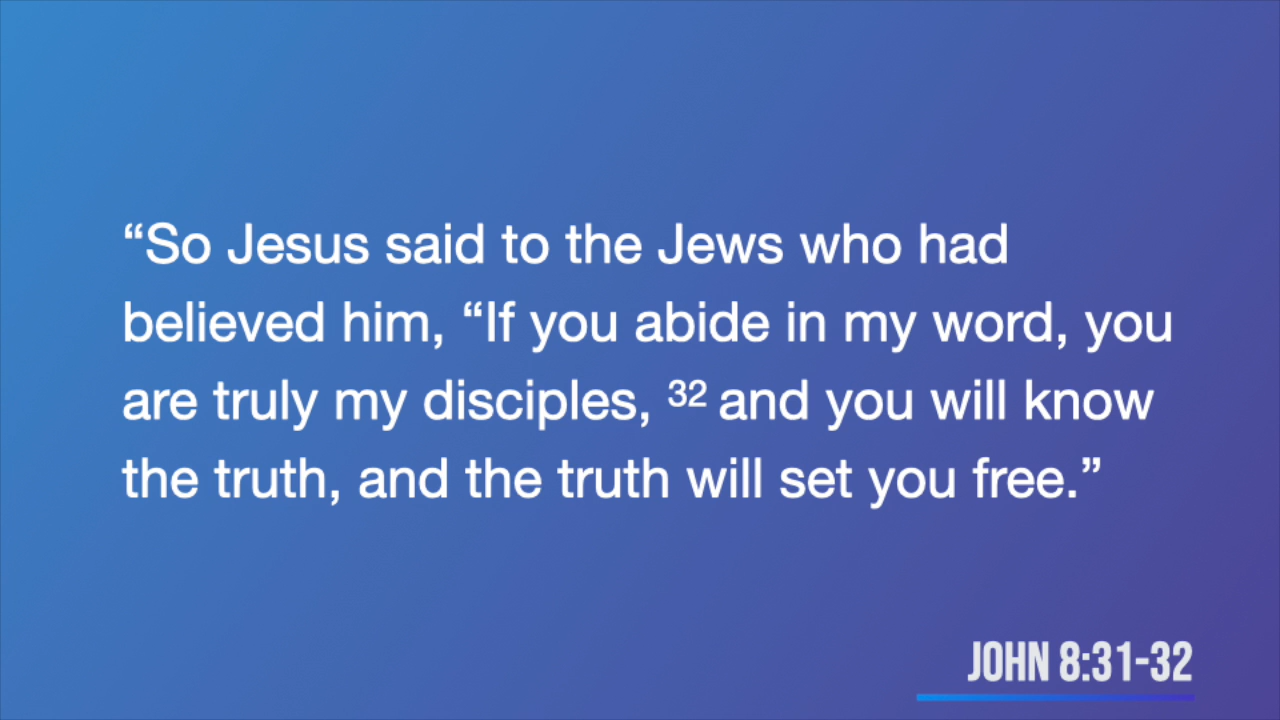 “So Jesus said to the Jews who had
believed him, “If you abide in my word, you
are truly my disciples, 32 and you will know
the truth, and the truth will set you free.”
JOHN 8:31-32